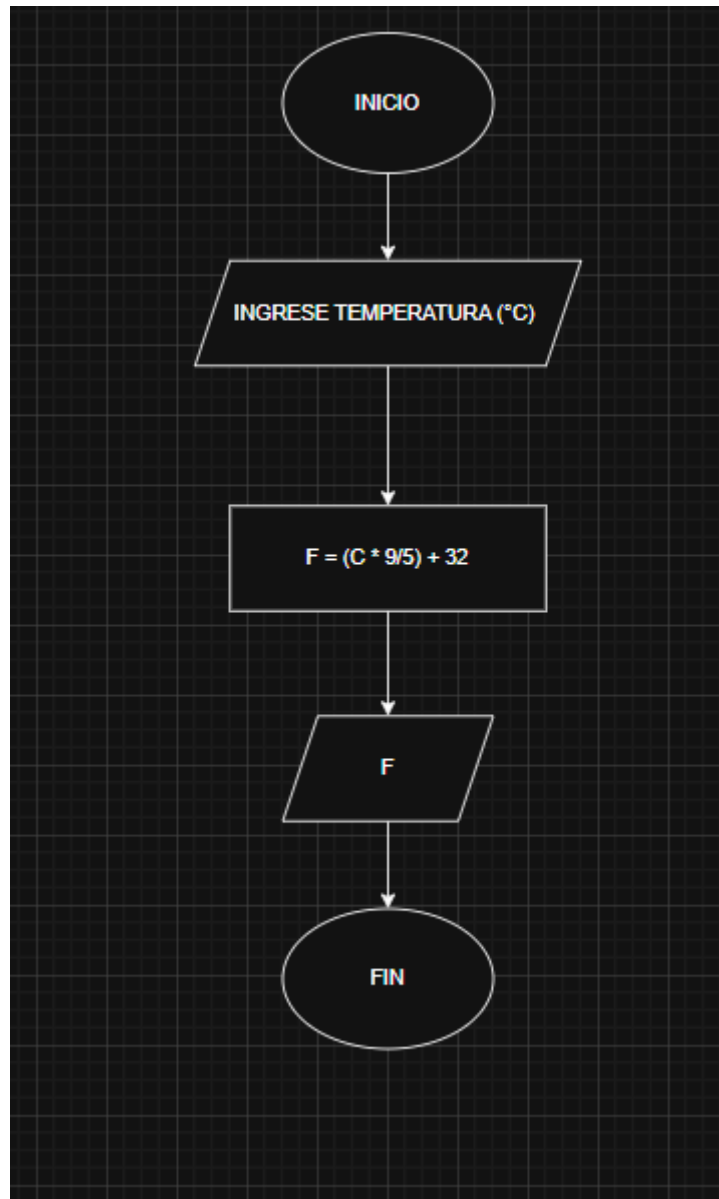 INICIO
INGRESE TEMPERATURA (°C)
F = (C * 9/5) + 32
F
FIN